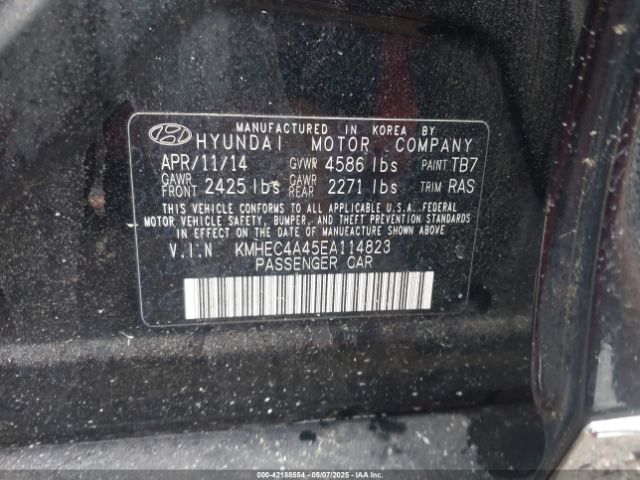 MANUFACTURED IN KOREA BY
HYUNDAI MOTOR COMPANY
APR/11/14 GVWR 4586 lbs PAINT TB7
GAWR FRONT 2425 lbs GAWR REAR 2271 lbs TRIM RAS
THIS VEHICLE CONFORMS TO ALL APPLICABLE U.S.A. FEDERAL
MOTOR VEHICLE SAFETY, BUMPER, AND THEFT PREVENTION STANDARDS
IN EFFECT ON THE DATE OF MANUFACTURE SHOWN ABOVE.
V.I.N KMHEC4A45EA114823
PASSENGER CAR
000-42188554 05/07/2025 COPYRIGHT IAA